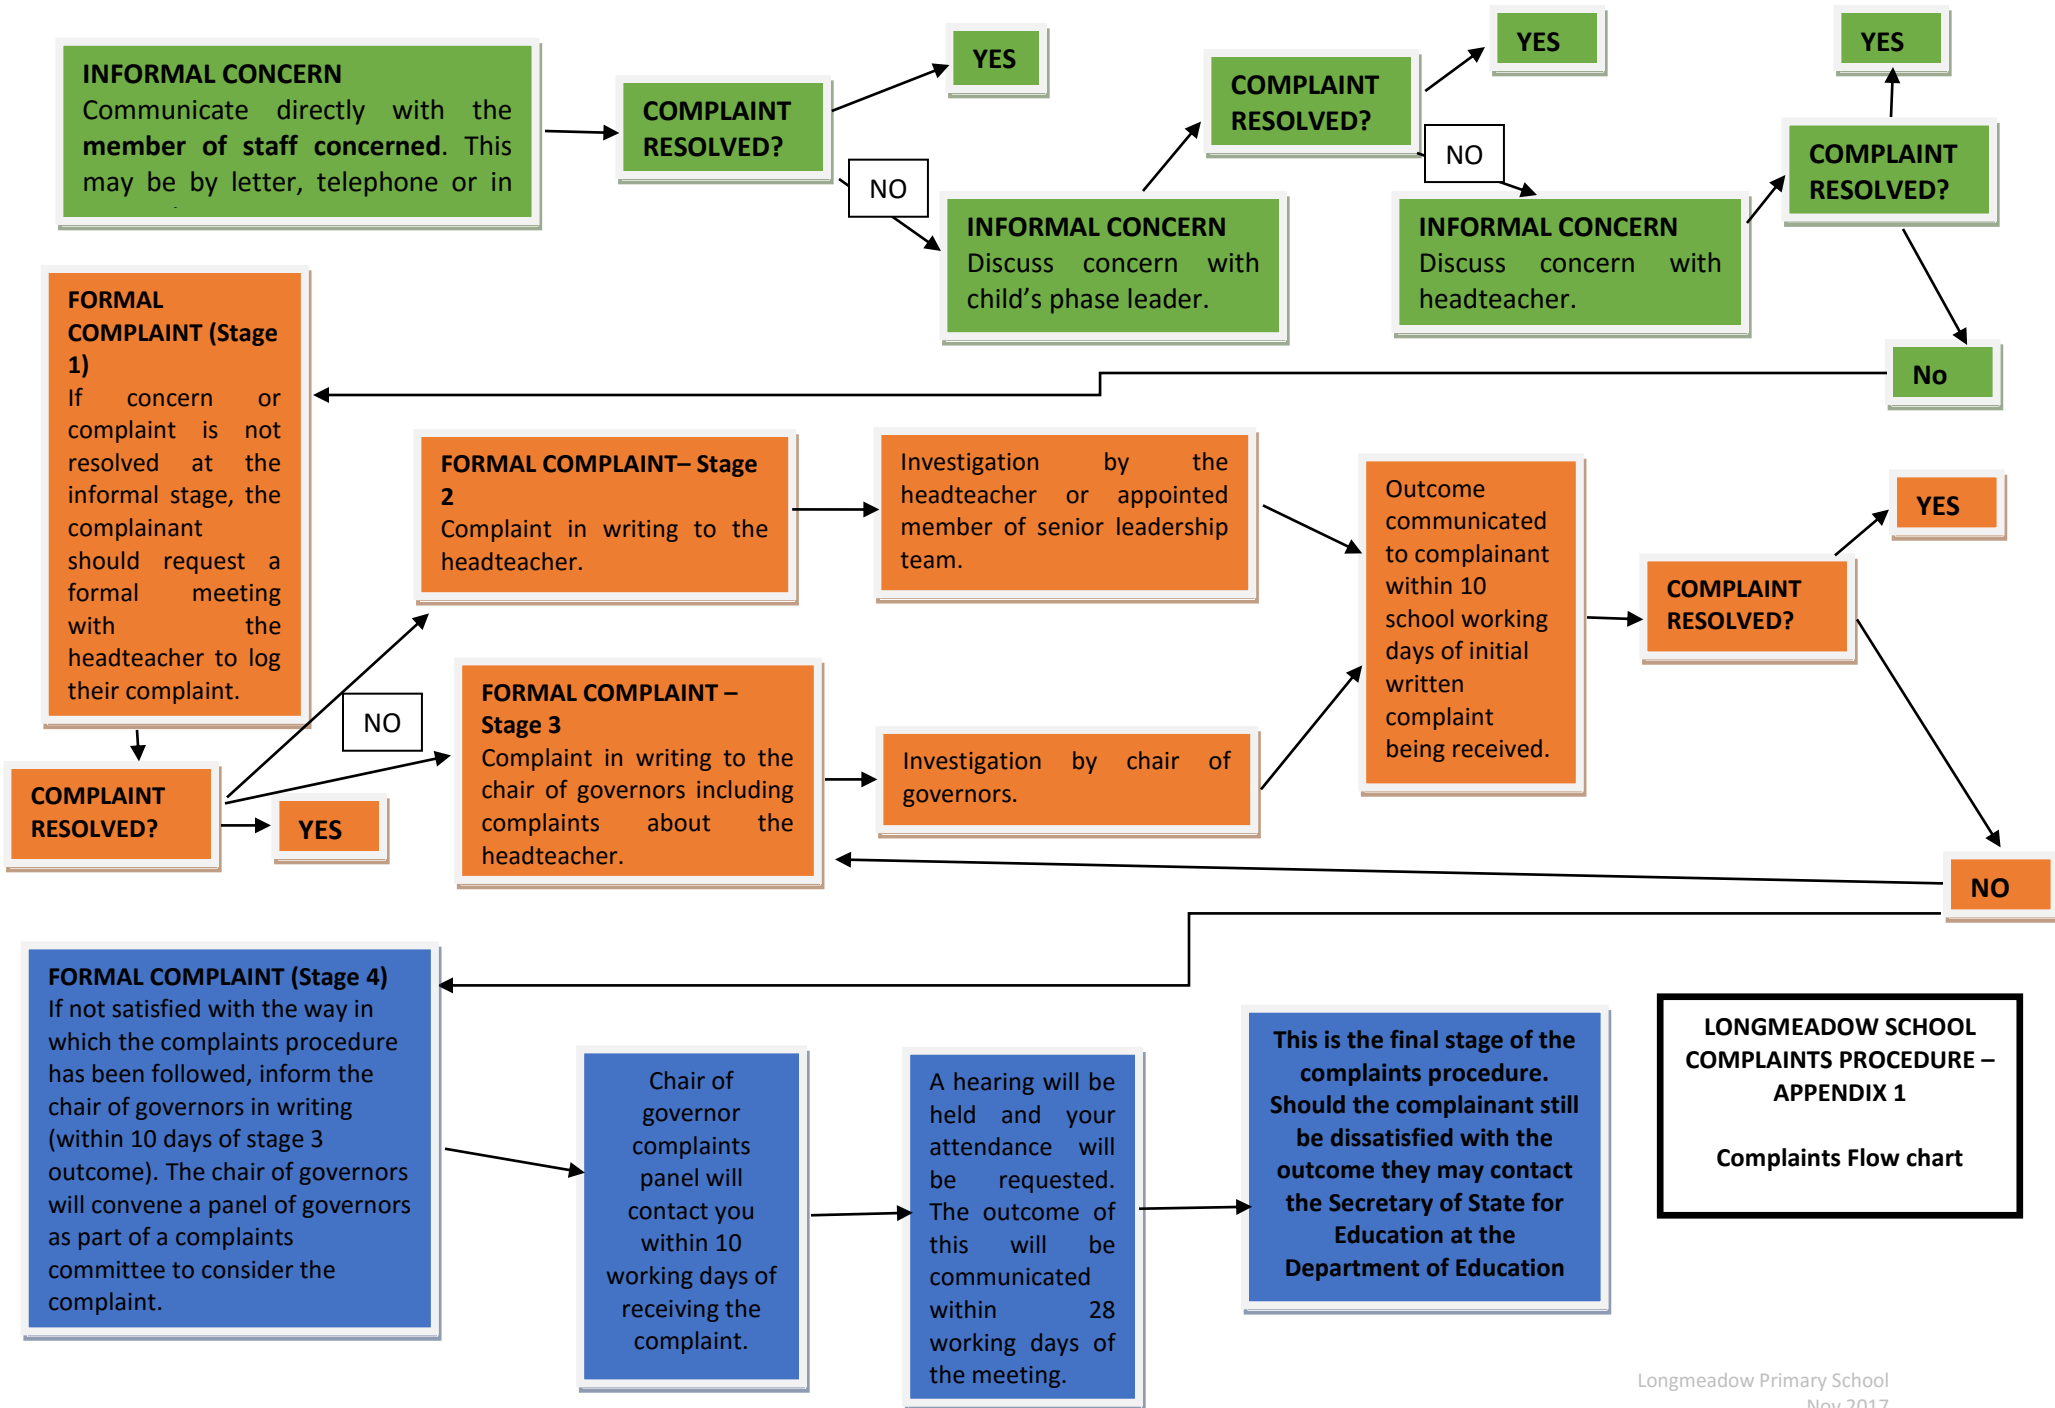 INFORMAL CONCERN
Communicate directly with the
member of staff concerned. This
may be by letter, telephone or in
COMPLAINT
RESOLVED?
YES
NO
INFORMAL CONCERN
Discuss concern with
child's phase leader.
COMPLAINT
RESOLVED?
YES
NO
INFORMAL CONCERN
Discuss concern with
headteacher.
COMPLAINT
RESOLVED?
YES
No
FORMAL
COMPLAINT (Stage
1)
If concern or
complaint is not
resolved at the
informal stage, the
complainant
should request a
formal meeting
with the
headteacher to log
their complaint.
COMPLAINT
RESOLVED?
YES
NO
FORMAL COMPLAINT– Stage
2
Complaint in writing to the
headteacher.
Investigation by the
headteacher or appointed
member of senior leadership
team.
FORMAL COMPLAINT –
Stage 3
Complaint in writing to the
chair of governors including
complaints about the
headteacher.
Investigation by chair of
governors.
Outcome
communicated
to complainant
within 10
school working
days of initial
written
complaint
being received.
COMPLAINT
RESOLVED?
YES
NO
FORMAL COMPLAINT (Stage 4)
If not satisfied with the way in
which the complaints procedure
has been followed, inform the
chair of governors in writing
(within 10 days of stage 3
outcome). The chair of governors
will convene a panel of governors
as part of a complaints
committee to consider the
complaint.
Chair of
governor
complaints
panel will
contact you
within 10
working days of
receiving the
complaint.
A hearing will be
held and your
attendance will
be requested.
The outcome of
this will be
communicated
within 28
working days of
the meeting.
This is the final stage of the
complaints procedure.
Should the complainant still
be dissatisfied with the
outcome they may contact
the Secretary of State for
Education at the
Department of Education
LONGMEADOW SCHOOL
COMPLAINTS PROCEDURE –
APPENDIX 1
Complaints Flow chart
Longmeadow Primary School
Nov 2017